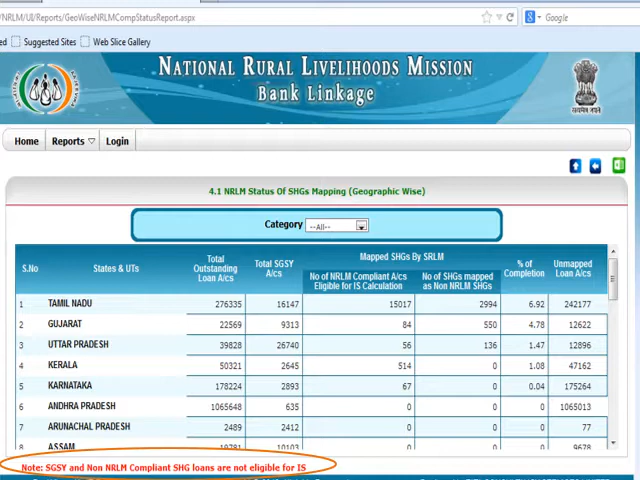 /NRLM/UI/Reports/GeoWiseNRLMCompStatusReport.aspx
Google
Suggested Sites Web Slice Gallery
NATIONAL RURAL LIVELIHOODS MISSION
Bank Linkage
Home Reports Login
4.1 NRLM Status Of SHGs Mapping (Geographic Wise)
Category --All--
S.No States & UTs Total Outstanding Loan A/cs Total SGSY A/cs Mapped SHGs By SRLM No of NRLM Compliant A/cs Eligible for IS Calculation No of SHGs mapped as Non NRLM SHGs % of Completion Unmapped Loan A/cs
1 TAMIL NADU 276335 16147 15017 2994 6.92 242177
2 GUJARAT 22569 9313 84 550 4.78 12622
3 UTTAR PRADESH 39828 26740 56 136 1.47 12896
4 KERALA 50321 2645 514 0 1.08 47162
5 KARNATAKA 178224 2893 67 0 0.04 175264
6 ANDHRA PRADESH 1065648 635 0 0 0 1065013
7 ARUNACHAL PRADESH 2489 2412 0 0 0 77
8 ASSAM 19781 10103 0 0 0 9678
Note: SGSY and Non NRLM Compliant SHG loans are not eligible for IS